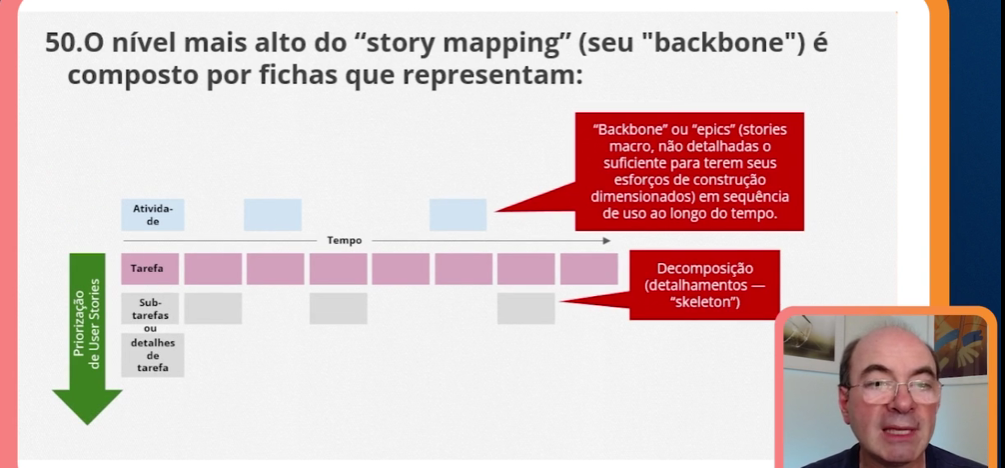 50.O nível mais alto do “story mapping” (seu "backbone") é
composto por fichas que representam:
“Backbone” ou “epics” (stories
macro, não detalhadas o
suficiente para terem seus
esforços de construção
dimensionados) em sequência
de uso ao longo do tempo.
Ativida-
de
Tempo
Tarefa
Decomposição
(detalhamentos —
“skeleton”)
Sub-
tarefas
ou
detalhes
de
tarefa
Priorização
de User Stories